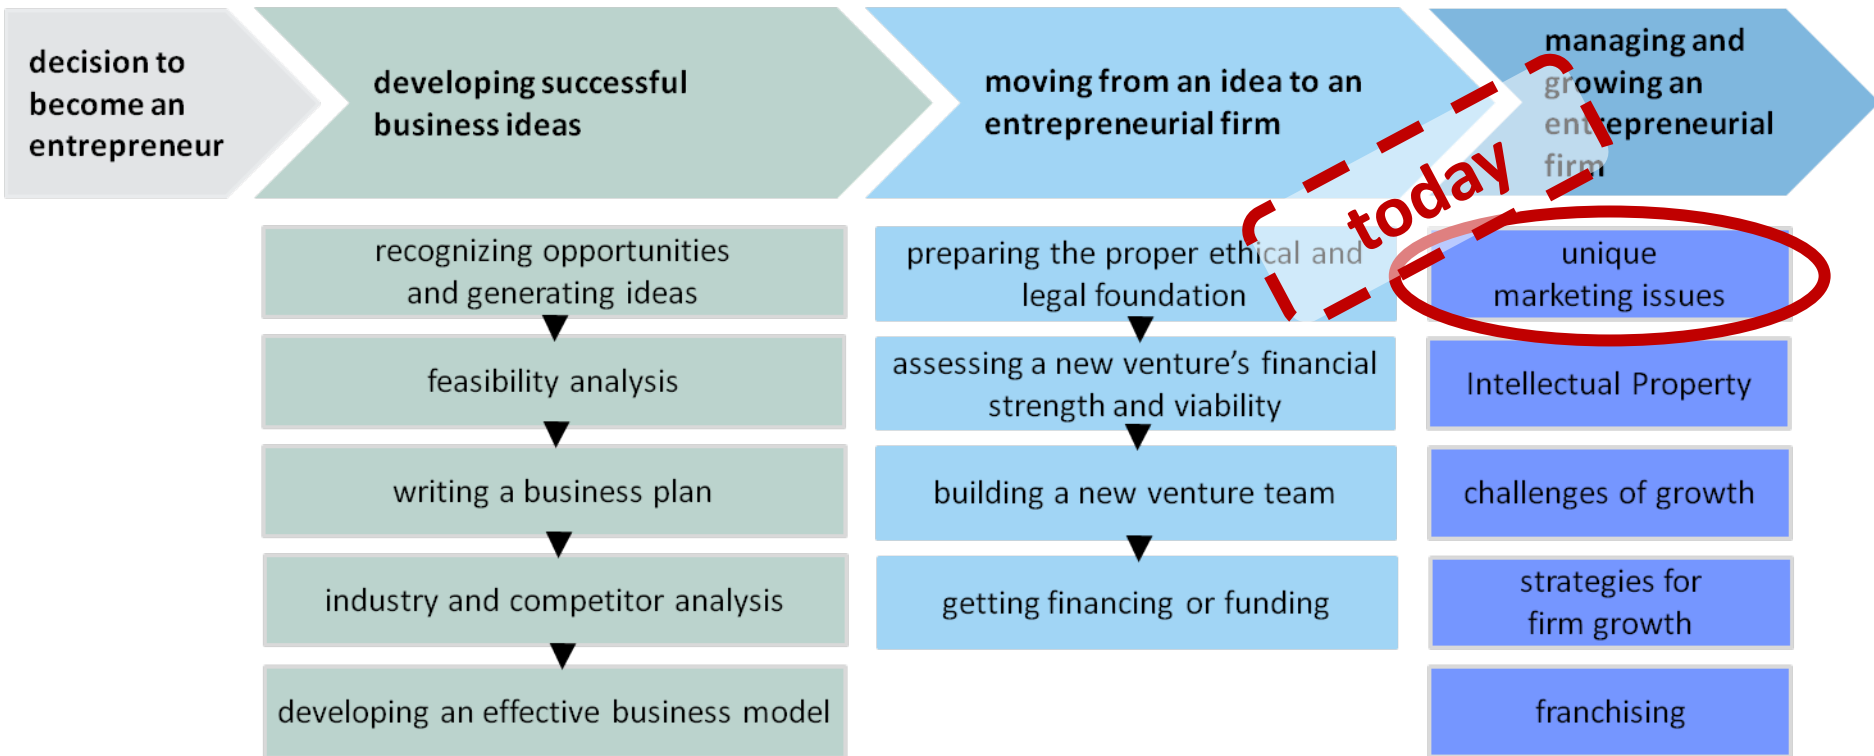 decision to
become an
entrepreneur
developing successful
business ideas
moving from an idea to an
entrepreneurial firm
managing and
growing an
entrepreneurial
firm
today
recognizing opportunities
and generating ideas
feasibility analysis
writing a business plan
industry and competitor analysis
developing an effective business model
preparing the proper ethical and
legal foundation
assessing a new venture’s financial
strength and viability
building a new venture team
getting financing or funding
unique
marketing issues
Intellectual Property
challenges of growth
strategies for
firm growth
franchising